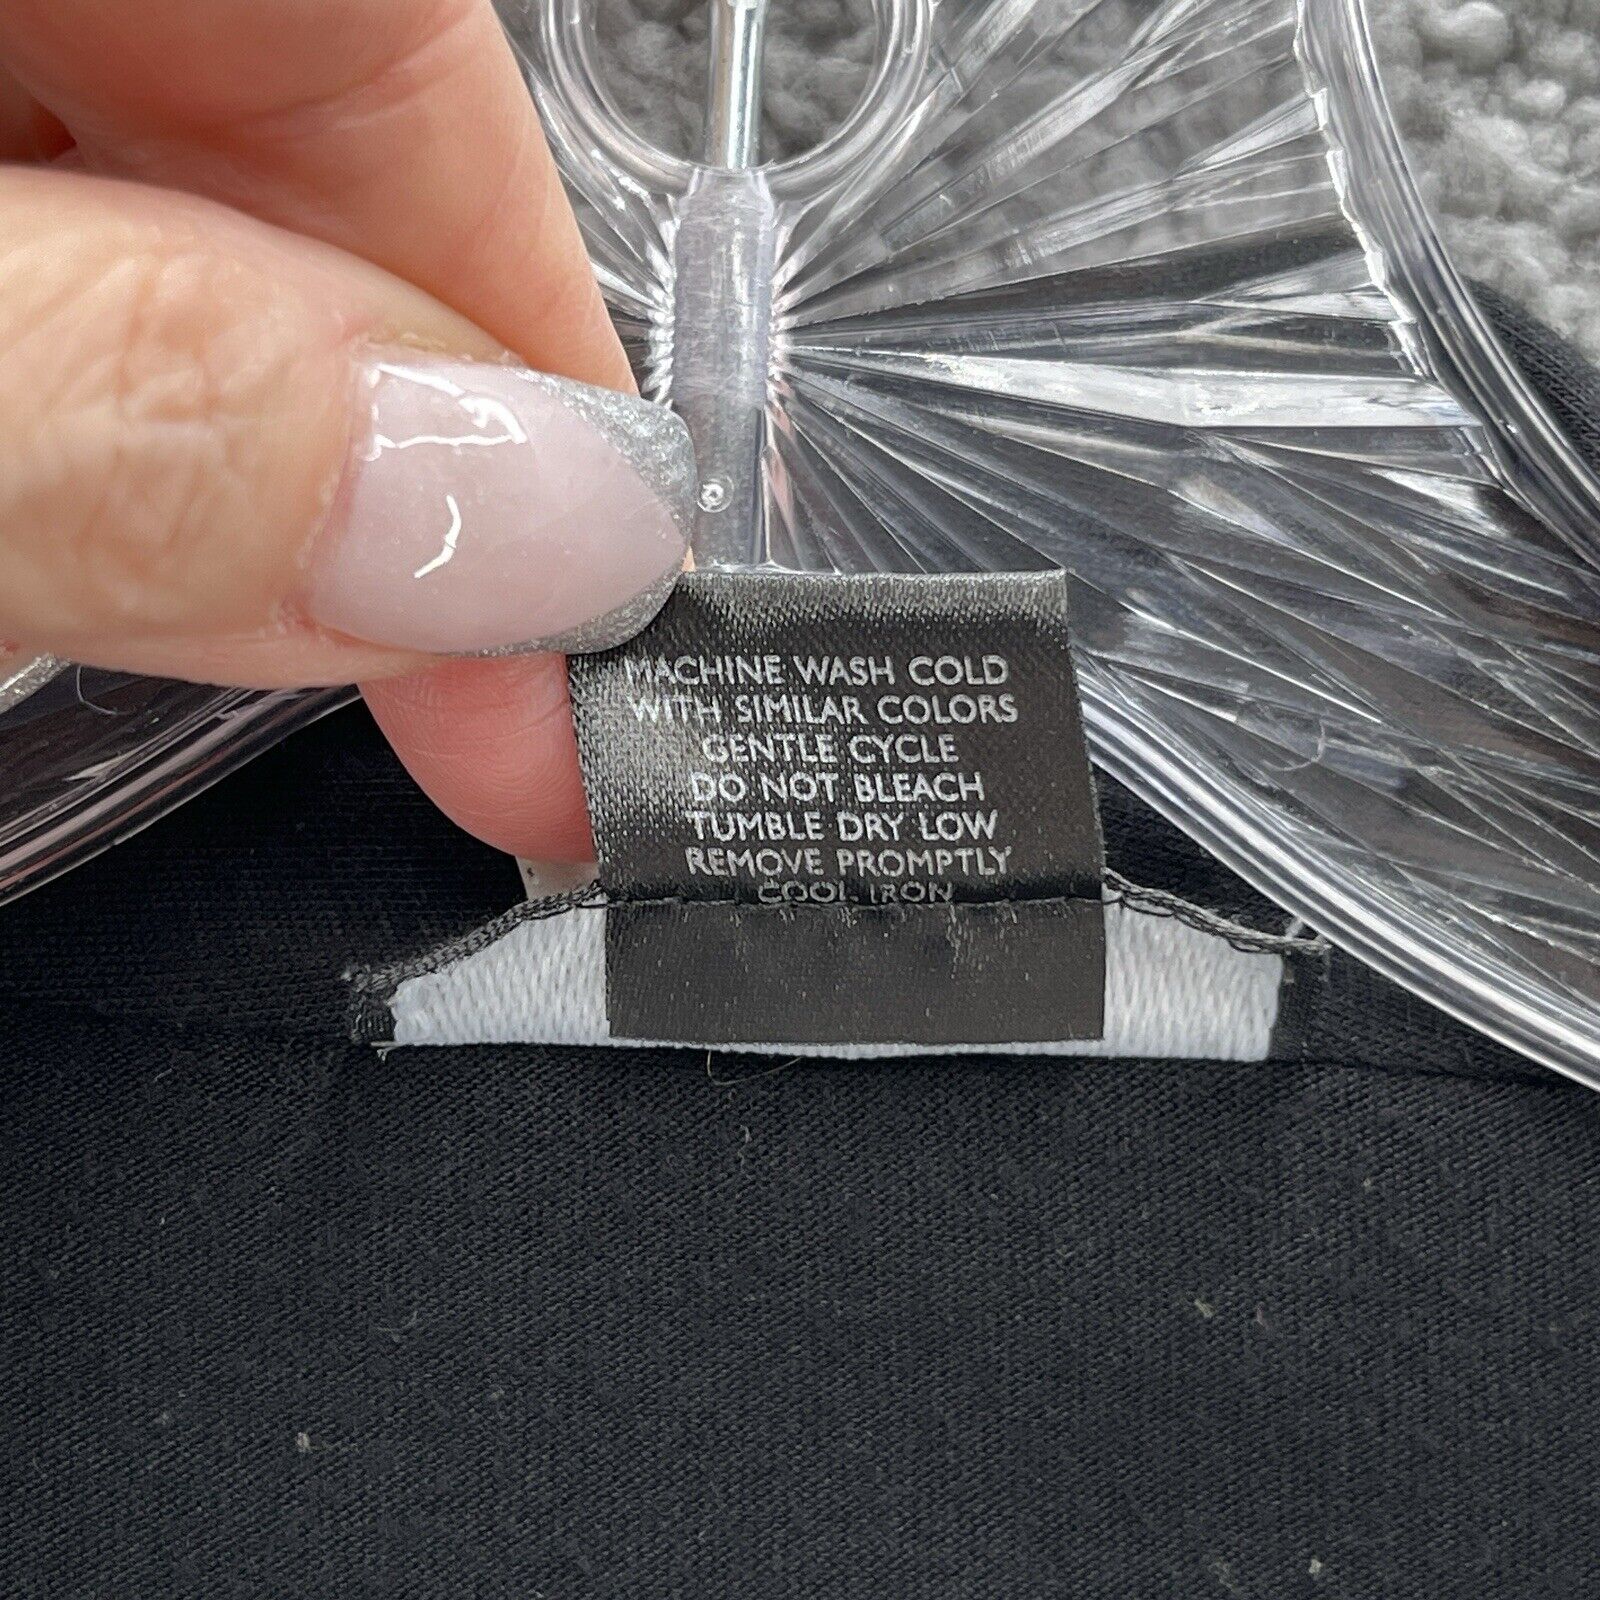 MACHINE WASH COLD
WITH SIMILAR COLORS
GENTLE CYCLE
DO NOT BLEACH
TUMBLE DRY LOW
REMOVE PROMPTLY
COOL IRON